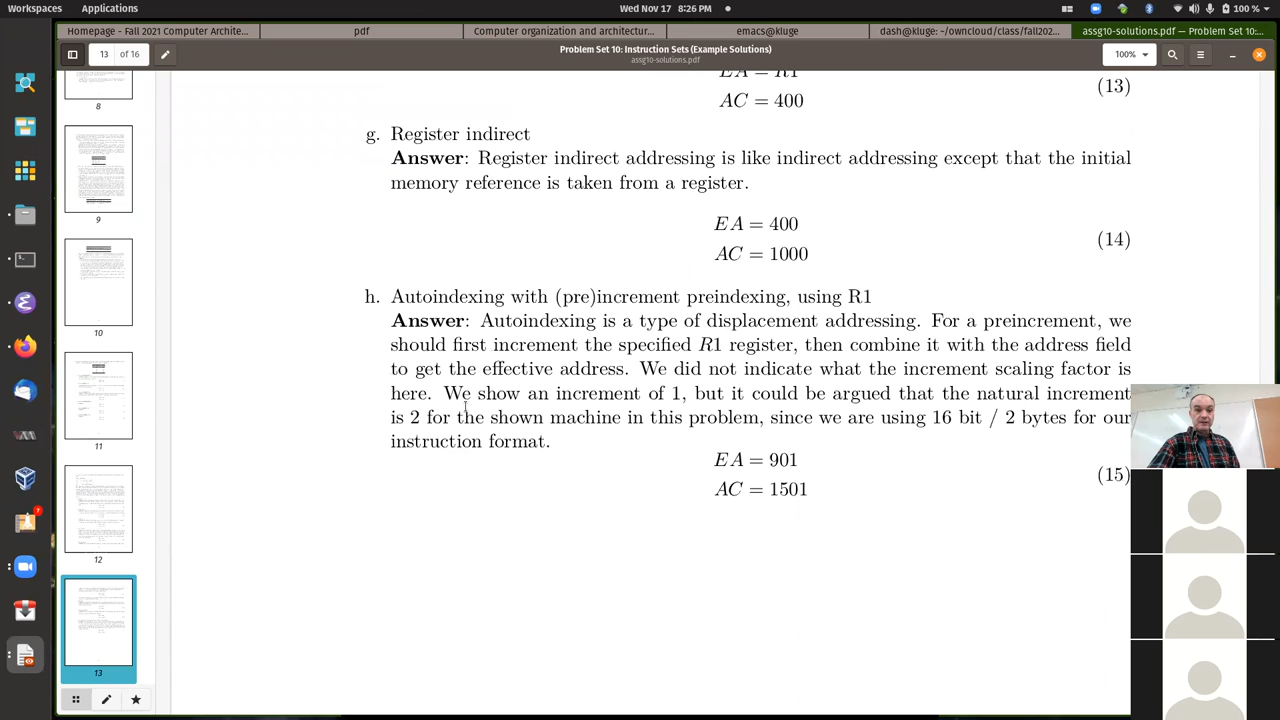 Workspaces Applications Wed Nov 17 8:26 PM 100 %
Homepage - Fall 2021 Computer Archite... pdf Computer organization and architectur... emacs@kluge dash@kluge: ~/owncloud/class/fall202... assg10-solutions.pdf — Problem Set 10:...
13 of 16 Problem Set 10: Instruction Sets (Example Solutions) 100%
assg10-solutions.pdf
EA = R1
AC = 400
(13)
g. Register indirect
Answer: Register indirect addressing is like indirect addressing except that the initial
memory reference is taken from a register.
EA = 400
AC = 1000
(14)
h. Autoindexing with (pre)increment preindexing, using R1
Answer: Autoindexing is a type of displacement addressing. For a preincrement, we
should first increment the specified R1 register, then combine it with the address field
to get the effective address. We did not indicate what the increment scaling factor is
here. We show an increment of 1, but it could be argued that the natural increment
is 2 for the shown machine in this problem, since we are using 16 bit / 2 bytes for our
instruction format.
EA = 901
AC = 1501
(15)
8
9
10
11
12
13
7